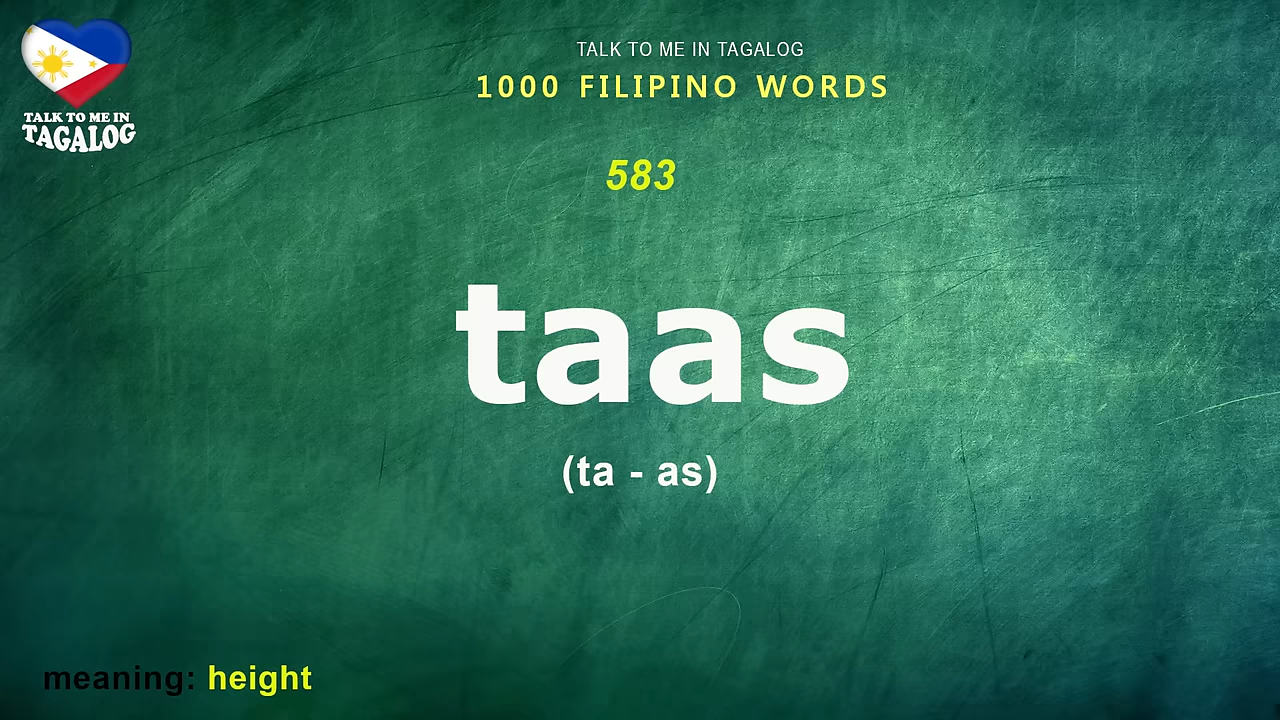 TALK TO ME IN
TAGALOG
TALK TO ME IN TAGALOG
1000 FILIPINO WORDS
583
taas
(ta - as)
meaning: height